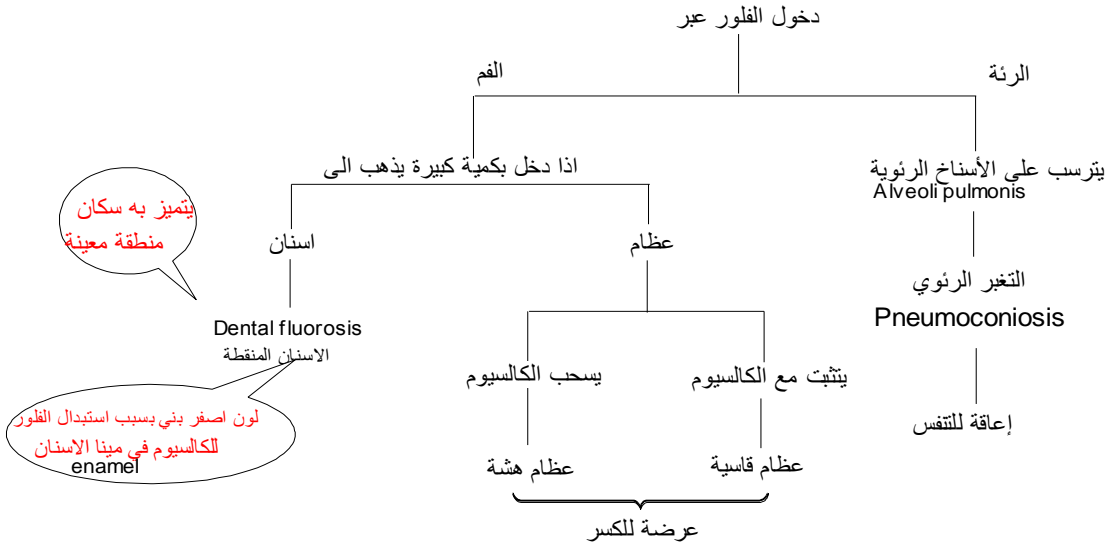 دخول الفلور عبر
الرئة
الفم
يترسب على الأسناخ الرئوية
Alveoli pulmonis
اذا دخل بكمية كبيرة يذهب الى
يتميز به سكان
منطقة معينة
عظام
اسنان
التغبر الرئوي
Pneumoconiosis
Dental fluorosis
الاسنان المنقطة
يتثبت مع الكالسيوم
يسحب الكالسيوم
لون اصفر بني بسبب استبدال الفلور
للكالسيوم في مينا الاسنان
enamel
إعاقة للتنفس
عظام قاسية
عظام هشة
عرضة للكسر